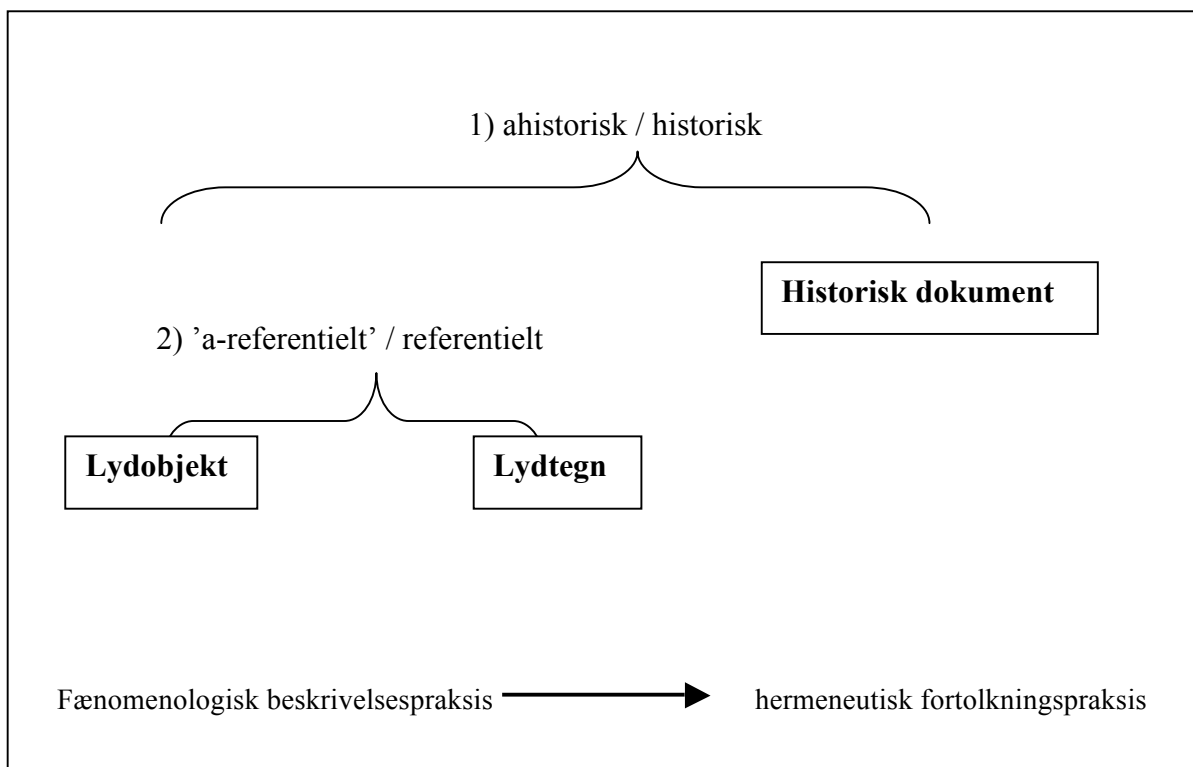 1) ahistorisk / historisk
Historisk dokument
2) ’a-referentielt’ / referentielt
Lydobjekt
Lydtegn
Fænomenologisk beskrivelsespraksis
hermeneutisk fortolkningspraksis